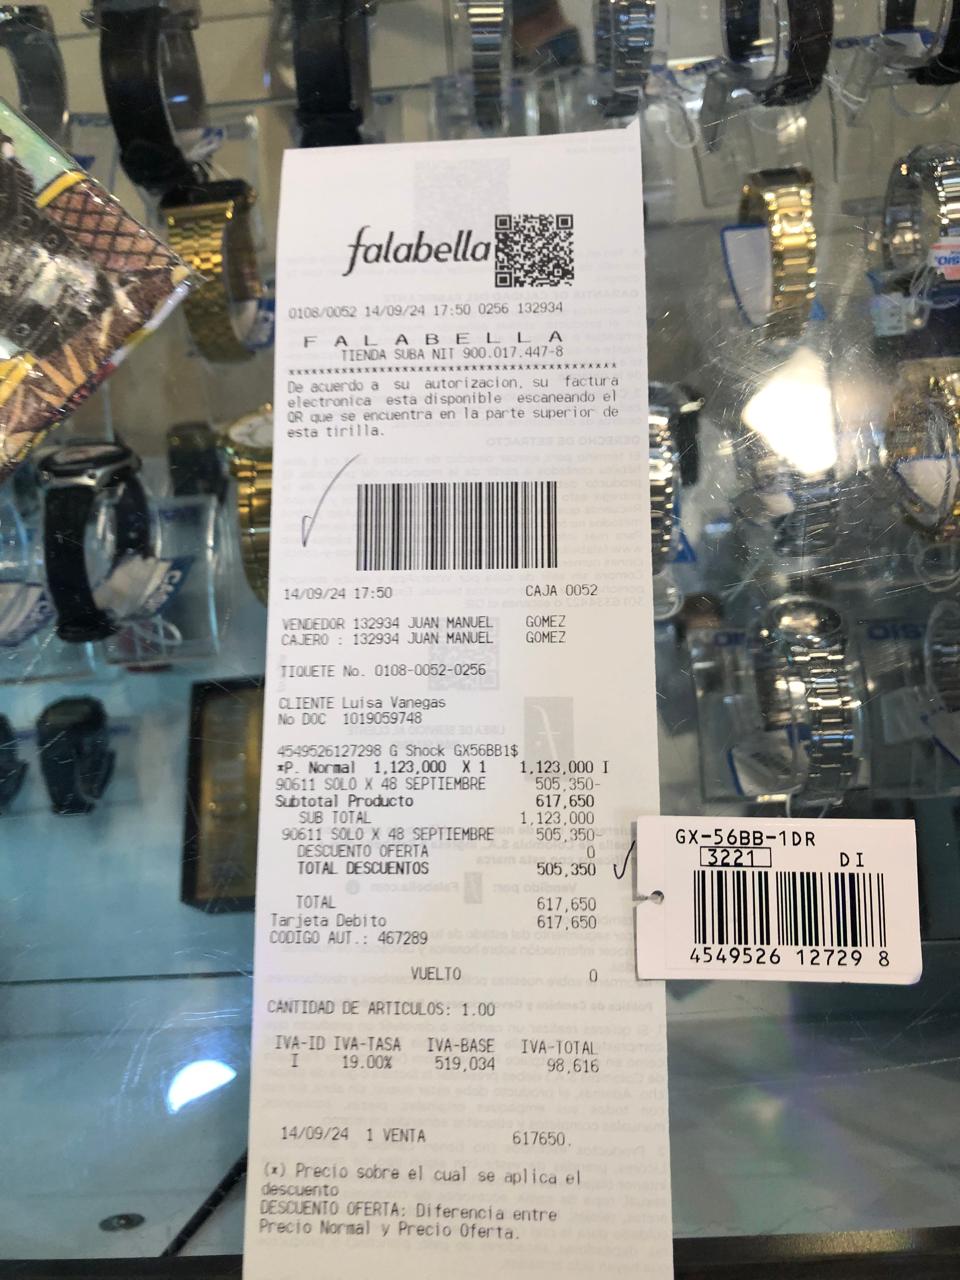 falabella
0108/0052 14/09/24 17:50 0256 132934
F A L A B E L L A
TIENDA SUBA NIT 900.017.447-8
****************************************
De acuerdo a su autorizacion, su factura
electronica esta disponible escaneando el
QR que se encuentra en la parte superior de
esta tirilla.
14/09/24 17:50 CAJA 0052
VENDEDOR 132934 JUAN MANUEL GOMEZ
CAJERO : 132934 JUAN MANUEL GOMEZ
TIQUETE No. 0108-0052-0256
CLIENTE Luisa Vanegas
No DOC 1019059748
4549526127298 G Shock GX56BB1$
*P. Normal 1,123,000 X 1 1,123,000 I
90611 SOLO X 48 SEPTIEMBRE 505,350-
Subtotal Producto 617,650
SUB TOTAL 1,123,000
90611 SOLO X 48 SEPTIEMBRE 505,350-
DESCUENTO OFERTA 0
TOTAL DESCUENTOS 505,350
TOTAL 617,650
Tarjeta Debito 617,650
CODIGO AUT.: 467289
VUELTO 0
CANTIDAD DE ARTICULOS: 1.00
IVA-ID IVA-TASA IVA-BASE IVA-TOTAL
I 19.00% 519,034 98,616
14/09/24 1 VENTA 617650.
(*) Precio sobre el cual se aplica el
descuento
DESCUENTO OFERTA: Diferencia entre
Precio Normal y Precio Oferta.
GX-56BB-1DR
3221 DI
4549526 12729 8